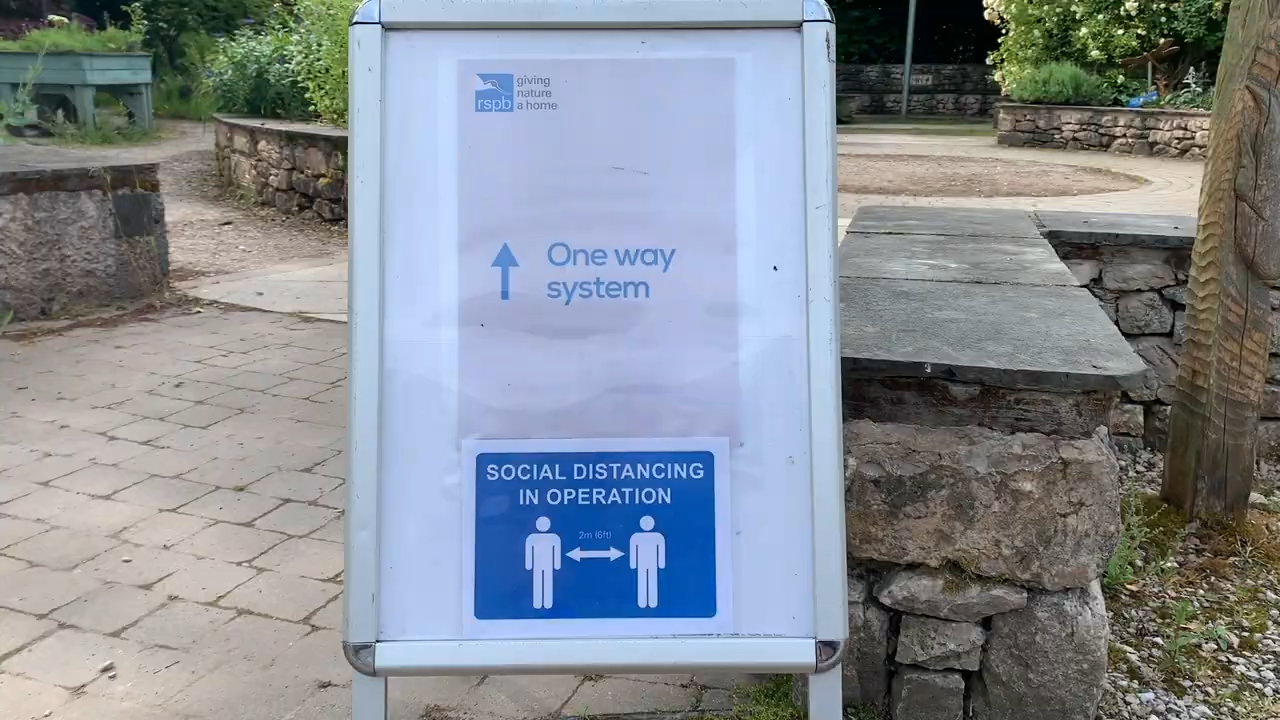 rspb
giving
nature
a home
One way
system
SOCIAL DISTANCING
IN OPERATION
2m (6ft)